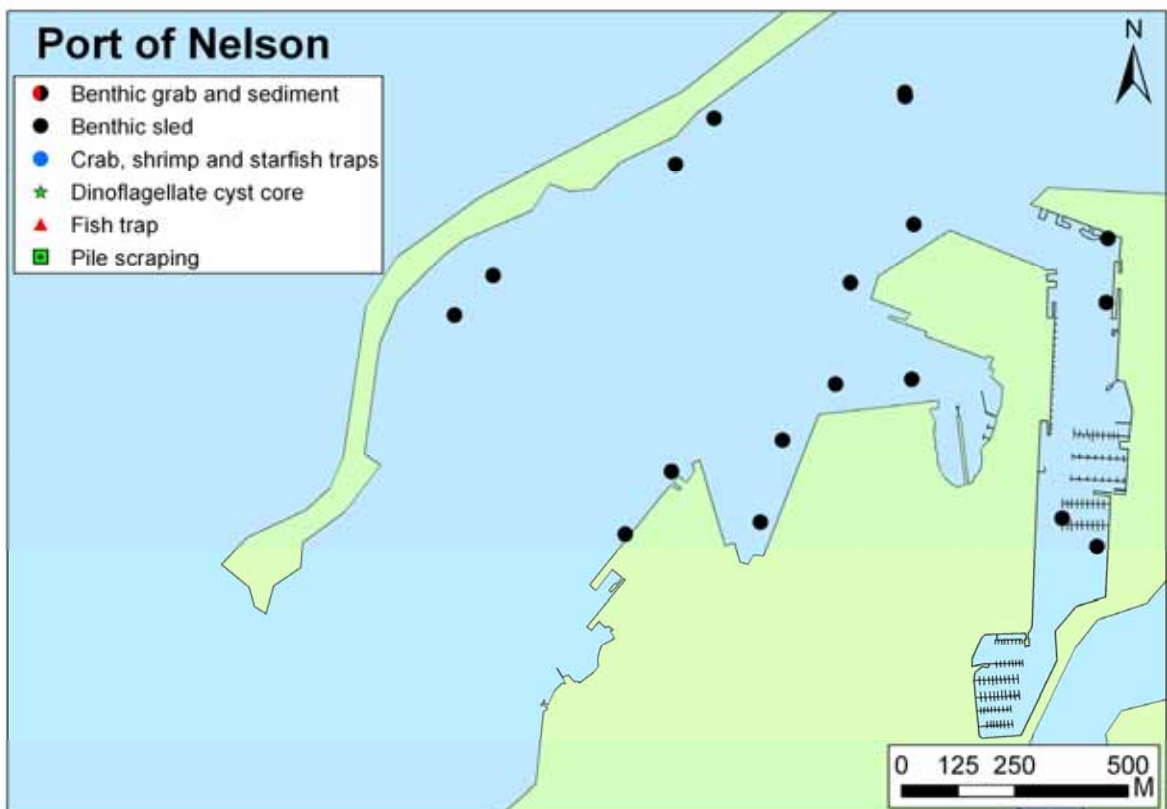 Port of Nelson
N
Benthic grab and sediment
Benthic sled
Crab, shrimp and starfish traps
Dinoflagellate cyst core
Fish trap
Pile scraping
0 125 250 500
M